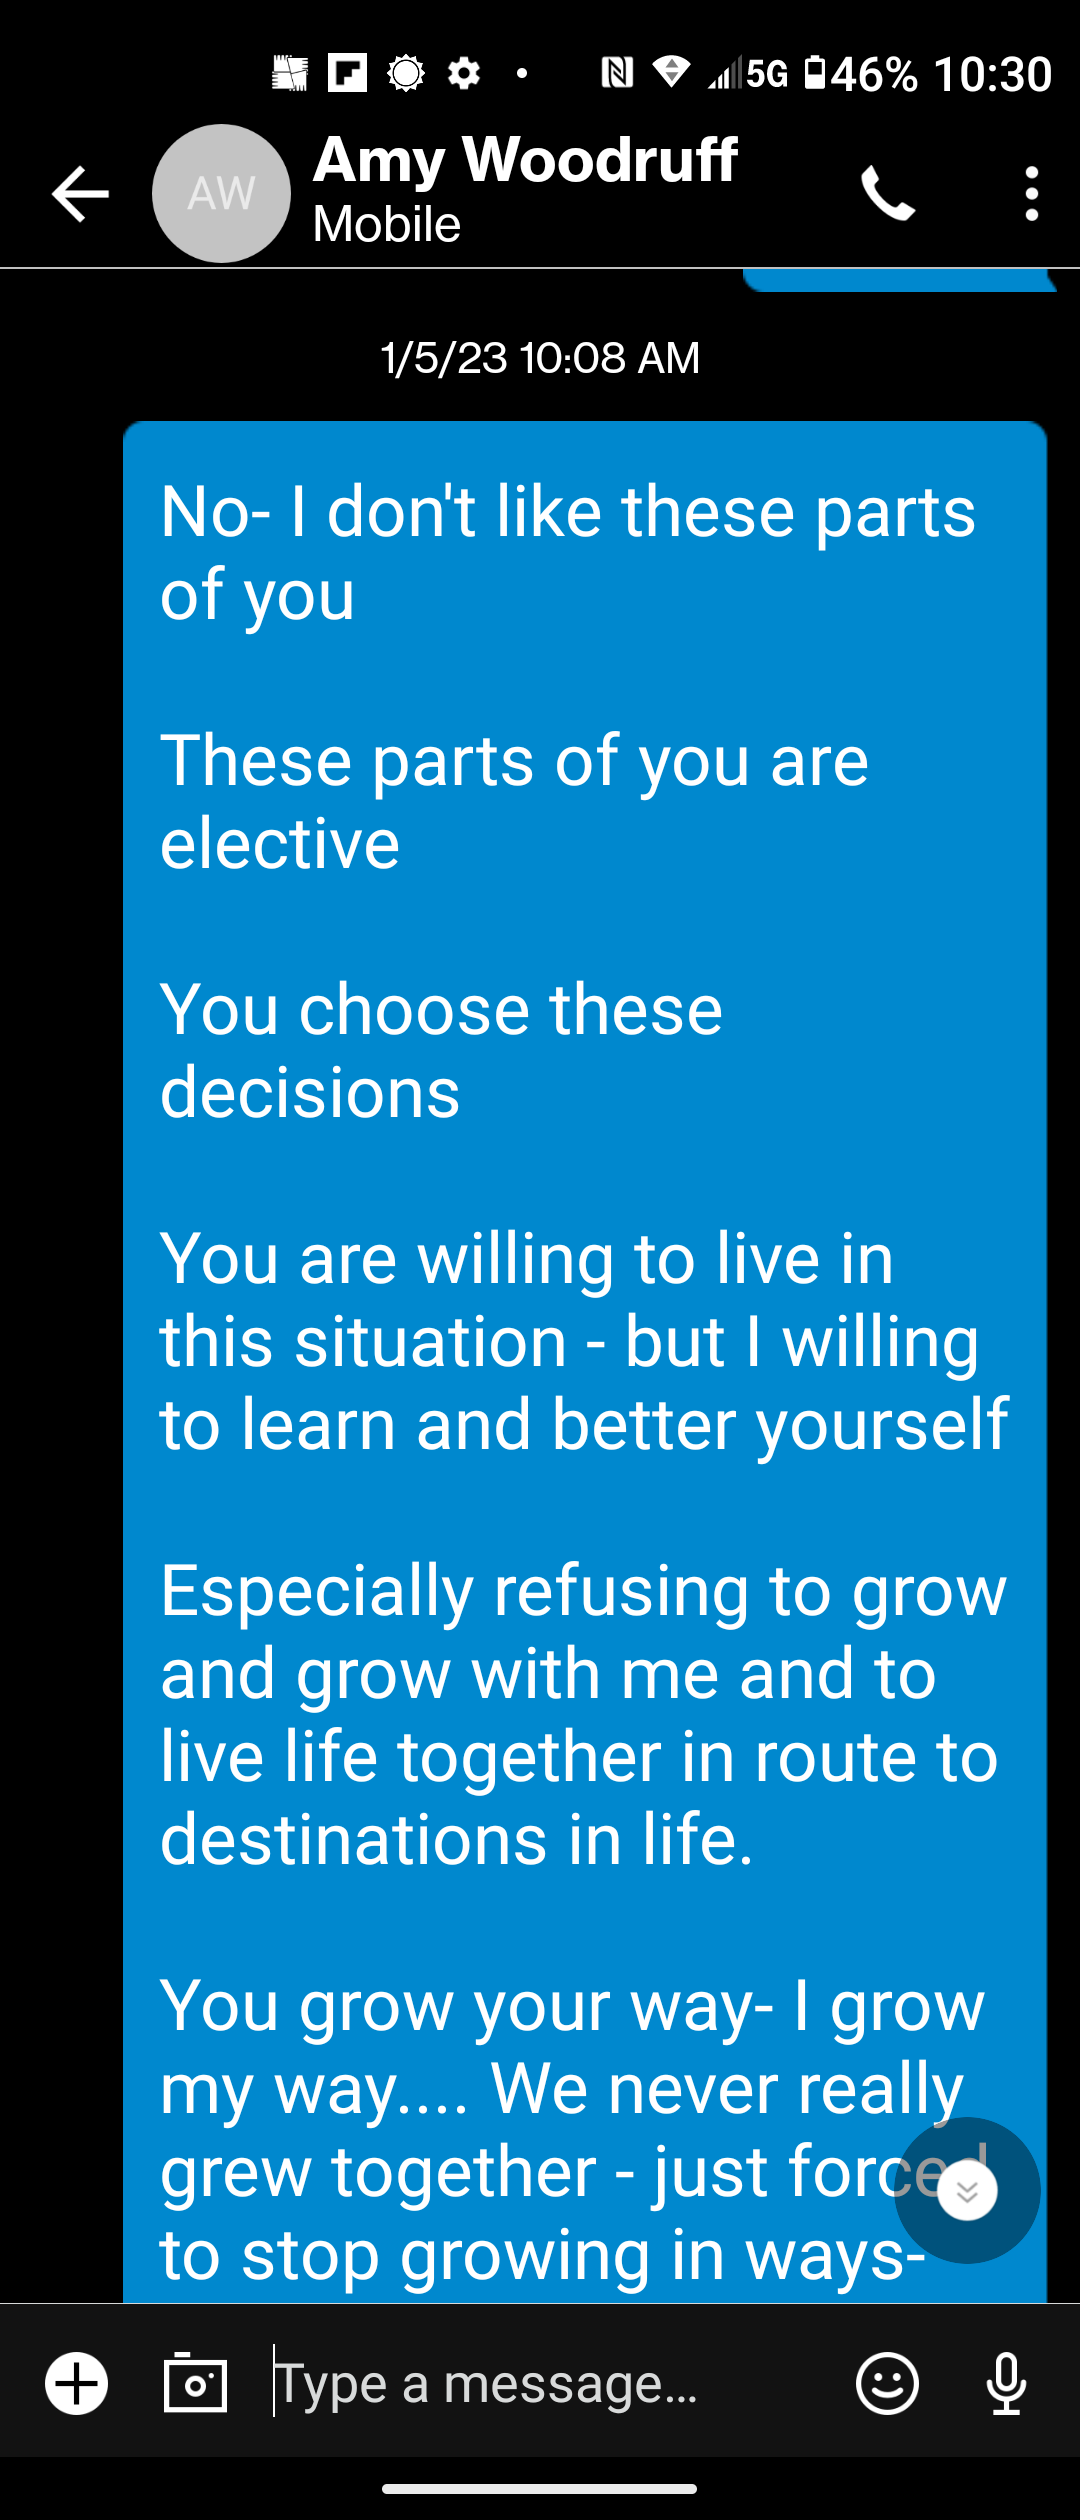 5G 46% 10:30
AW
Amy Woodruff
Mobile
1/5/23 10:08 AM
No- I don't like these parts
of you
These parts of you are
elective
You choose these
decisions
You are willing to live in
this situation - but I willing
to learn and better yourself
Especially refusing to grow
and grow with me and to
live life together in route to
destinations in life.
You grow your way- I grow
my way.... We never really
grew together - just forced
to stop growing in ways-
Type a message...